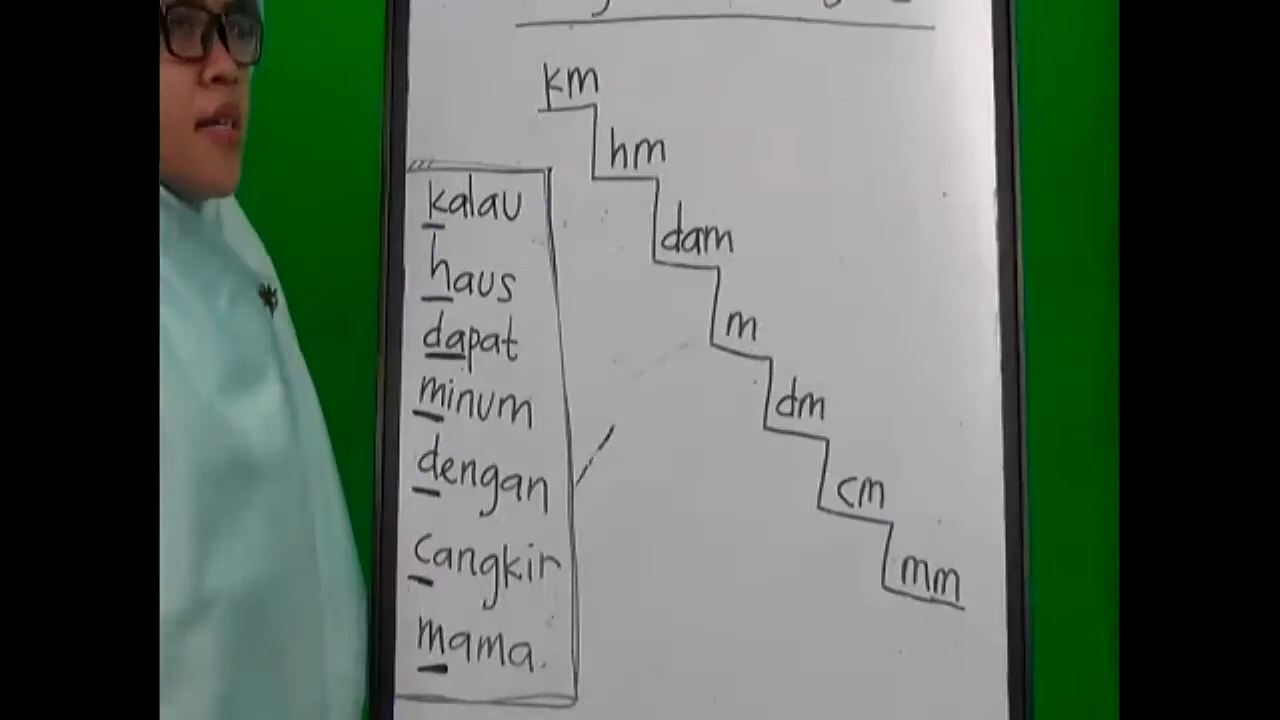 km
hm
dam
m
dm
cm
mm
kalau
haus
dapat
minum
dengan
cangkir
mama.